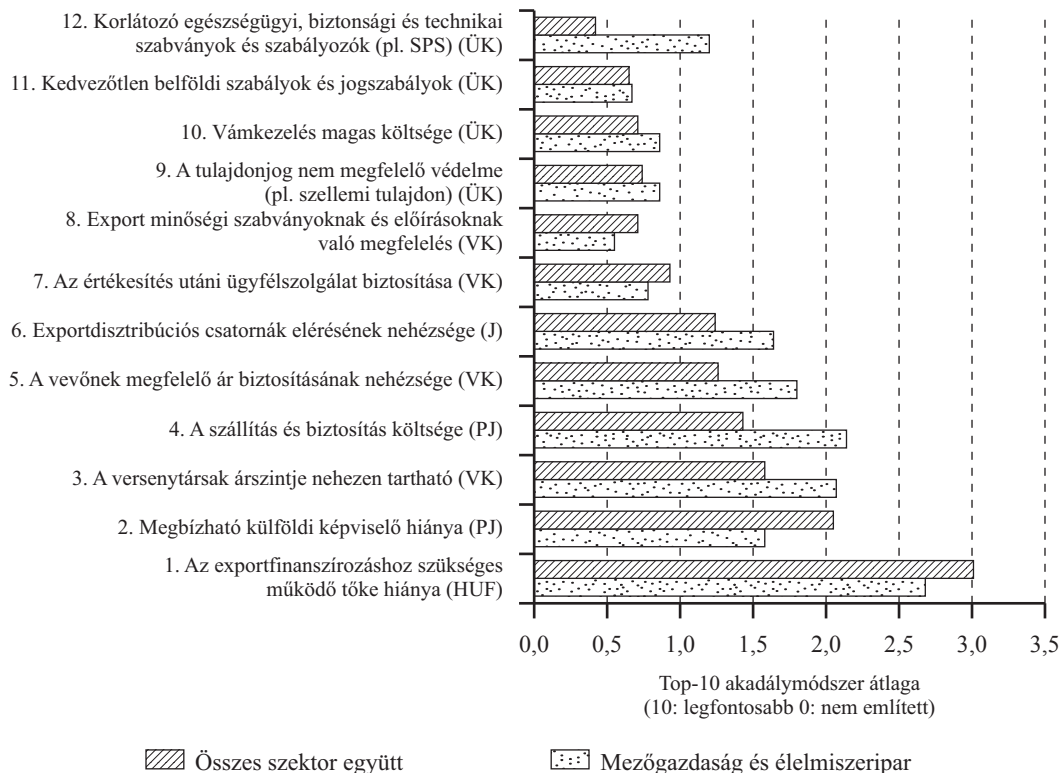 12. Korlátozó egészségügyi, biztonsági és technikai
szabványok és szabályozók (pl. SPS) (ÜK)
11. Kedvezőtlen belföldi szabályok és jogszabályok (ÜK)
10. Vámkezelés magas költsége (ÜK)
9. A tulajdonjog nem megfelelő védelme
(pl. szellemi tulajdon) (ÜK)
8. Export minőségi szabványoknak és előírásoknak
való megfelelés (VK)
7. Az értékesítés utáni ügyfélszolgálat biztosítása (VK)
6. Exportdisztribúciós csatornák elérésének nehézsége (J)
5. A vevőnek megfelelő ár biztosításának nehézsége (VK)
4. A szállítás és biztosítás költsége (PJ)
3. A versenytársak árszintje nehezen tartható (VK)
2. Megbízható külföldi képviselő hiánya (PJ)
1. Az exportfinanszírozáshoz szükséges
működő tőke hiánya (HUF)
0,0 0,5 1,0 1,5 2,0 2,5 3,0 3,5
Top-10 akadálymódszer átlaga
(10: legfontosabb 0: nem említett)
Összes szektor együtt Mezőgazdaság és élelmiszeripar